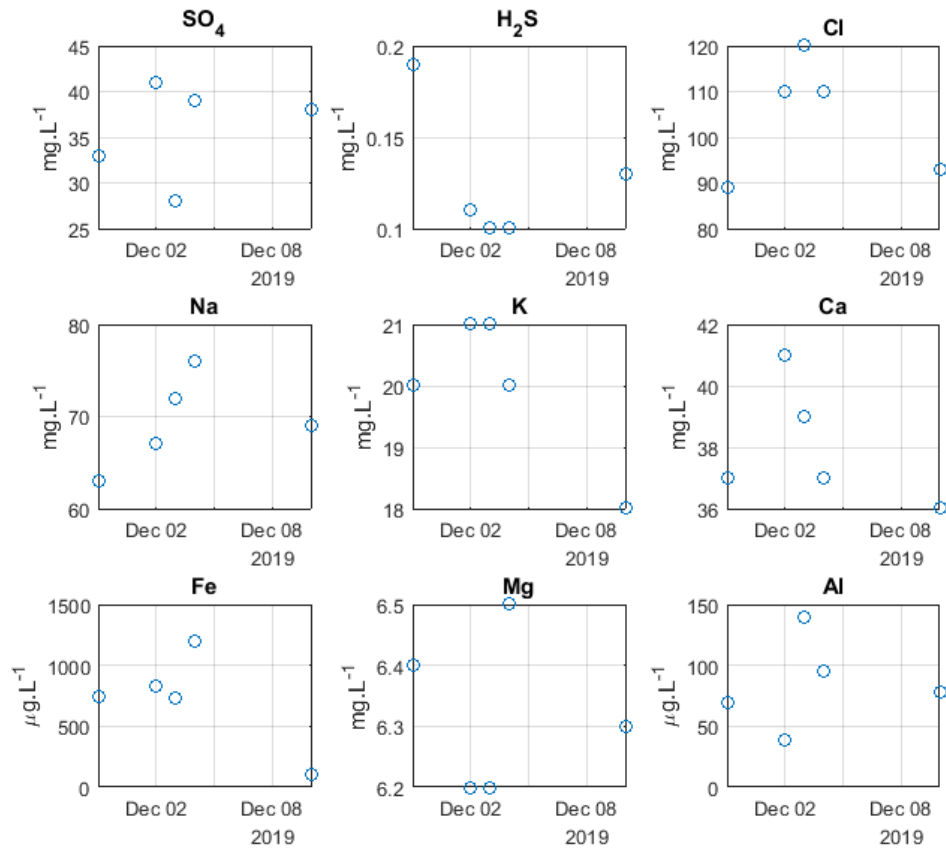 SO4 H2S Cl
45 0.2 120
40 110
35 0.15 100
30 90
25 0.1 80
mg.L-1 mg.L-1 mg.L-1
Dec 02 Dec 08 Dec 02 Dec 08 Dec 02 Dec 08
2019 2019 2019
Na K Ca
80 21 42
20 40
70 19 38
60 18 36
mg.L-1 mg.L-1 mg.L-1
Dec 02 Dec 08 Dec 02 Dec 08 Dec 02 Dec 08
2019 2019 2019
Fe Mg Al
1500 6.5 150
1000 6.4 100
500 6.3 50
0 6.2 0
μg.L-1 mg.L-1 μg.L-1
Dec 02 Dec 08 Dec 02 Dec 08 Dec 02 Dec 08
2019 2019 2019